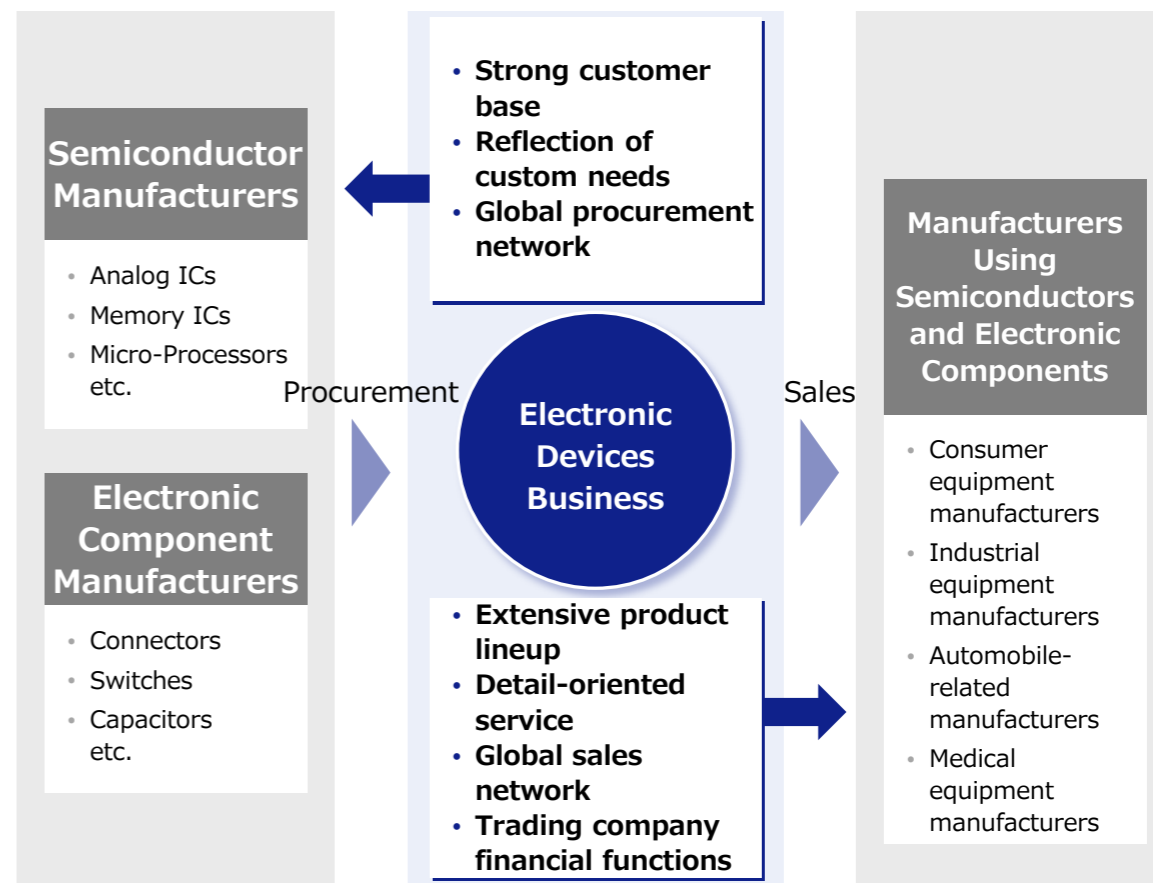 Semiconductor
Manufacturers
• Analog ICs
• Memory ICs
• Micro-Processors
etc.
Electronic
Component
Manufacturers
• Connectors
• Switches
• Capacitors
etc.
Procurement
• Strong customer
base
• Reflection of
custom needs
• Global procurement
network
Electronic
Devices
Business
• Extensive product
lineup
• Detail-oriented
service
• Global sales
network
• Trading company
financial functions
Sales
Manufacturers
Using
Semiconductors
and Electronic
Components
• Consumer
equipment
manufacturers
• Industrial
equipment
manufacturers
• Automobile-
related
manufacturers
• Medical
equipment
manufacturers